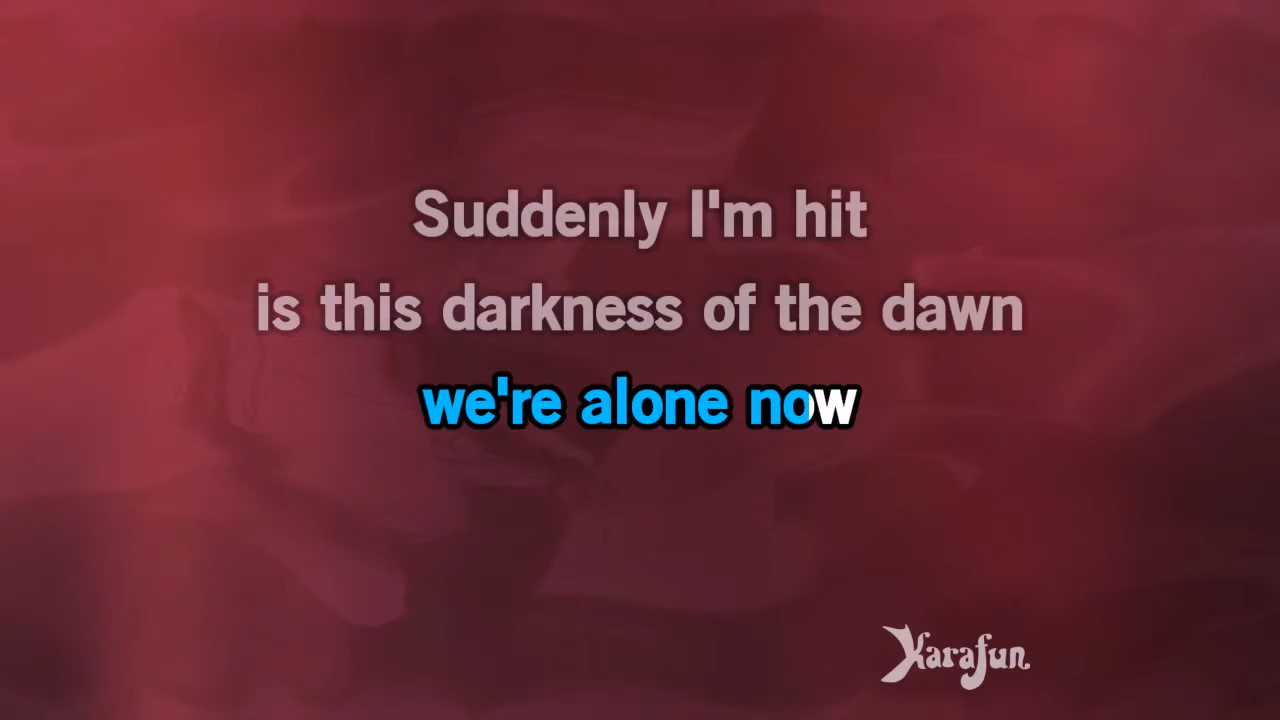 Suddenly I'm hit
is this darkness of the dawn
we're alone now
Karafun